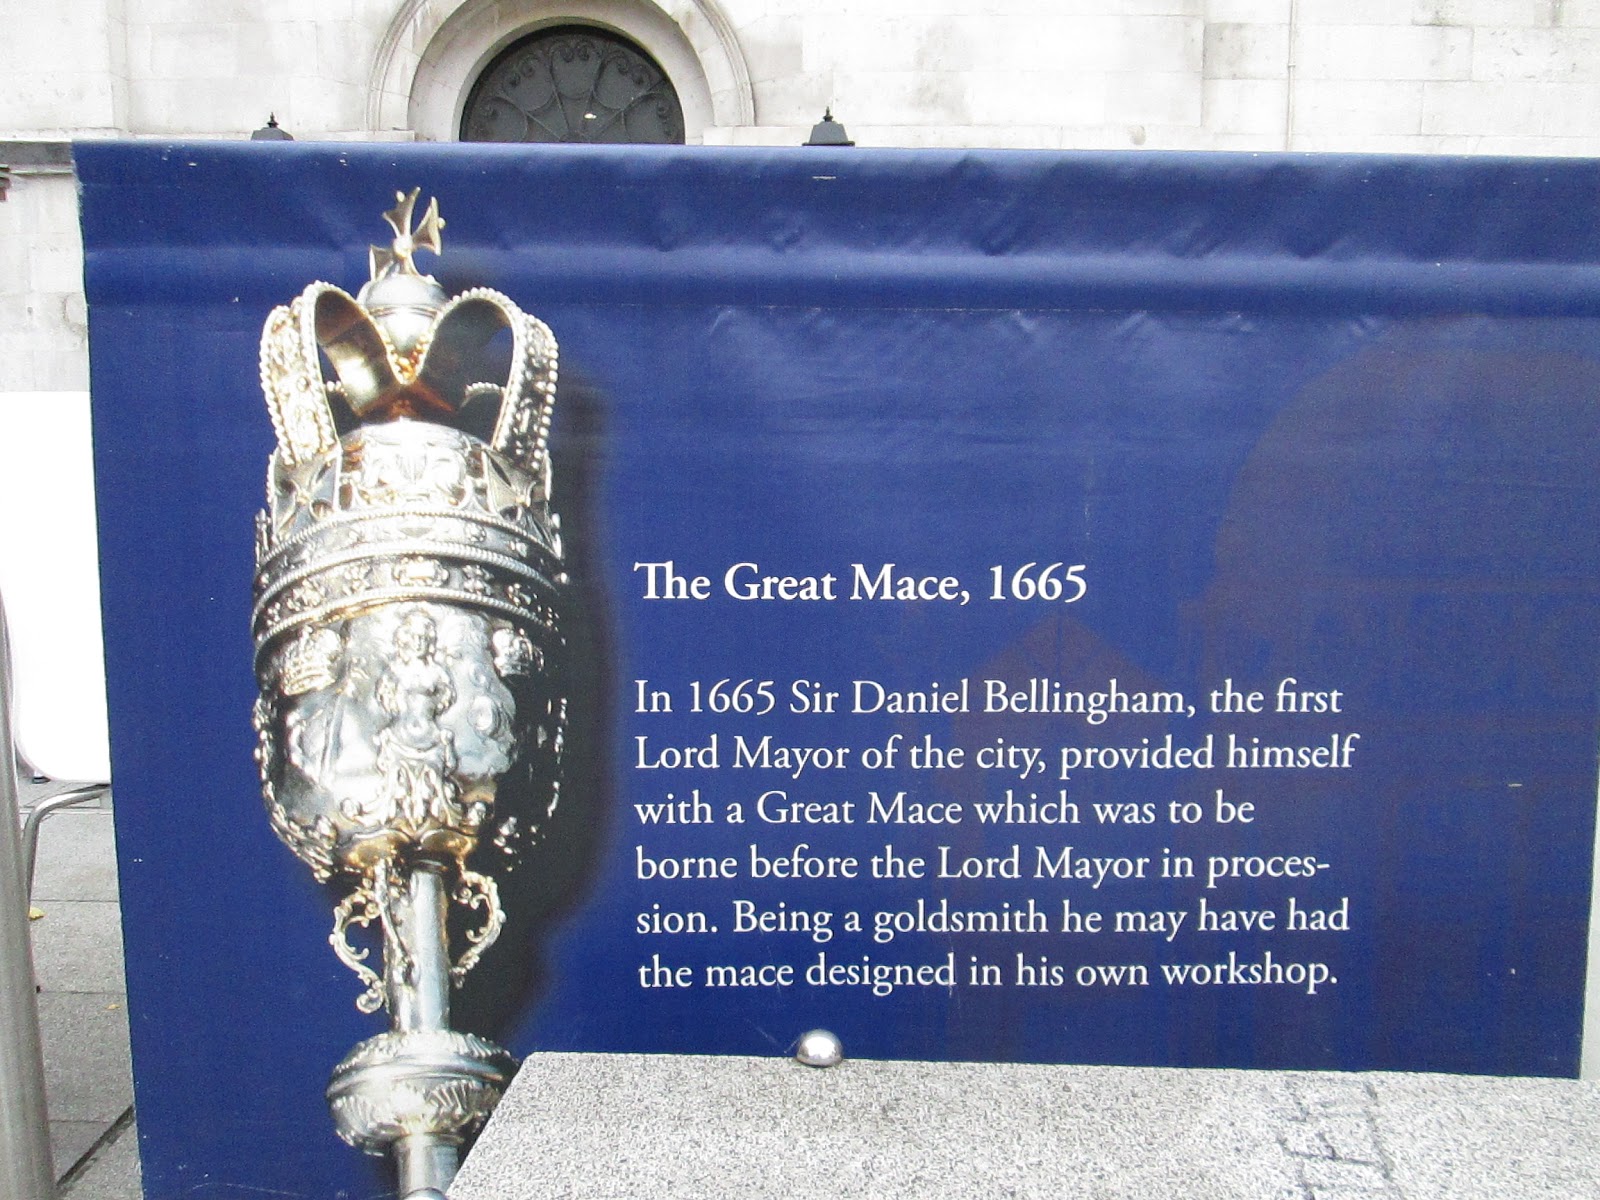 The Great Mace, 1665
In 1665 Sir Daniel Bellingham, the first
Lord Mayor of the city, provided himself
with a Great Mace which was to be
borne before the Lord Mayor in proces-
sion. Being a goldsmith he may have had
the mace designed in his own workshop.